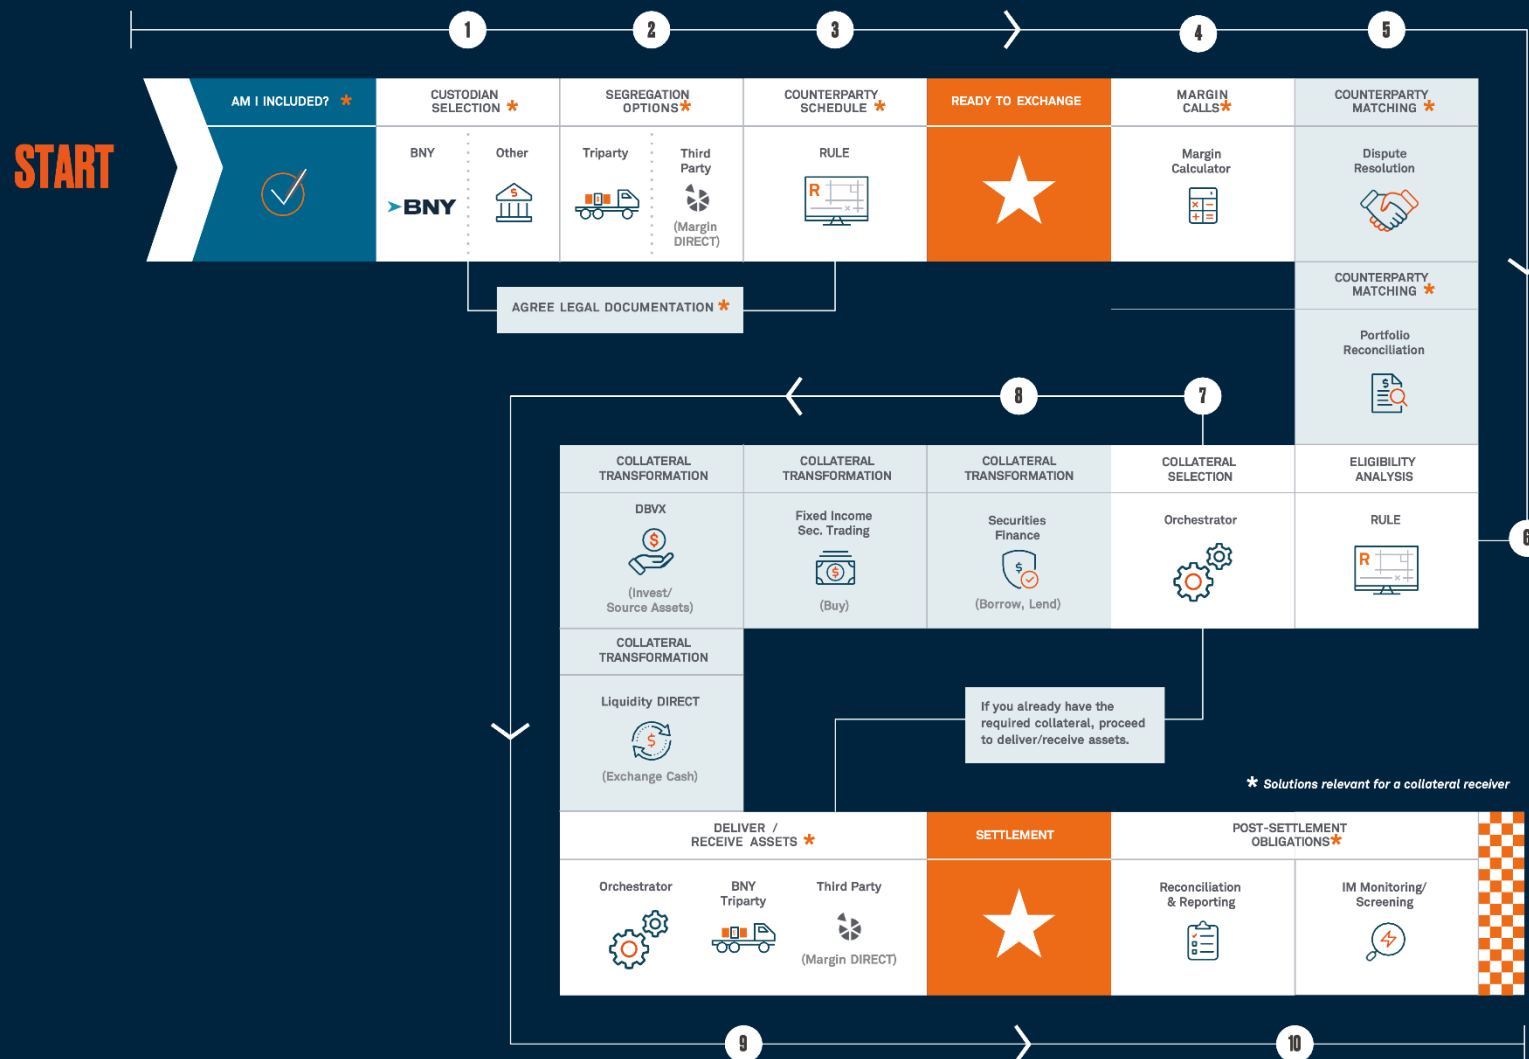 1
2
3
4
5
START
AM I INCLUDED? *
CUSTODIAN
SELECTION *
SEGREGATION
OPTIONS*
COUNTERPARTY
SCHEDULE *
READY TO EXCHANGE
MARGIN
CALLS*
COUNTERPARTY
MATCHING *
BNY
➤BNY
Other
$
Triparty
Third
Party
(Margin
DIRECT)
RULE
R
Margin
Calculator
Dispute
Resolution
AGREE LEGAL DOCUMENTATION *
COUNTERPARTY
MATCHING *
Portfolio
Reconciliation
$
6
7
8
COLLATERAL
TRANSFORMATION
DBVX
$
(Invest/
Source Assets)
COLLATERAL
TRANSFORMATION
Fixed Income
Sec. Trading
$
(Buy)
COLLATERAL
TRANSFORMATION
Securities
Finance
$
(Borrow, Lend)
COLLATERAL
SELECTION
Orchestrator
ELIGIBILITY
ANALYSIS
RULE
R
COLLATERAL
TRANSFORMATION
Liquidity DIRECT
$
(Exchange Cash)
If you already have the
required collateral, proceed
to deliver/receive assets.
* Solutions relevant for a collateral receiver
DELIVER /
RECEIVE ASSETS *
SETTLEMENT
POST-SETTLEMENT
OBLIGATIONS*
Orchestrator
BNY
Triparty
Third Party
(Margin DIRECT)
Reconciliation
& Reporting
IM Monitoring/
Screening
9
10